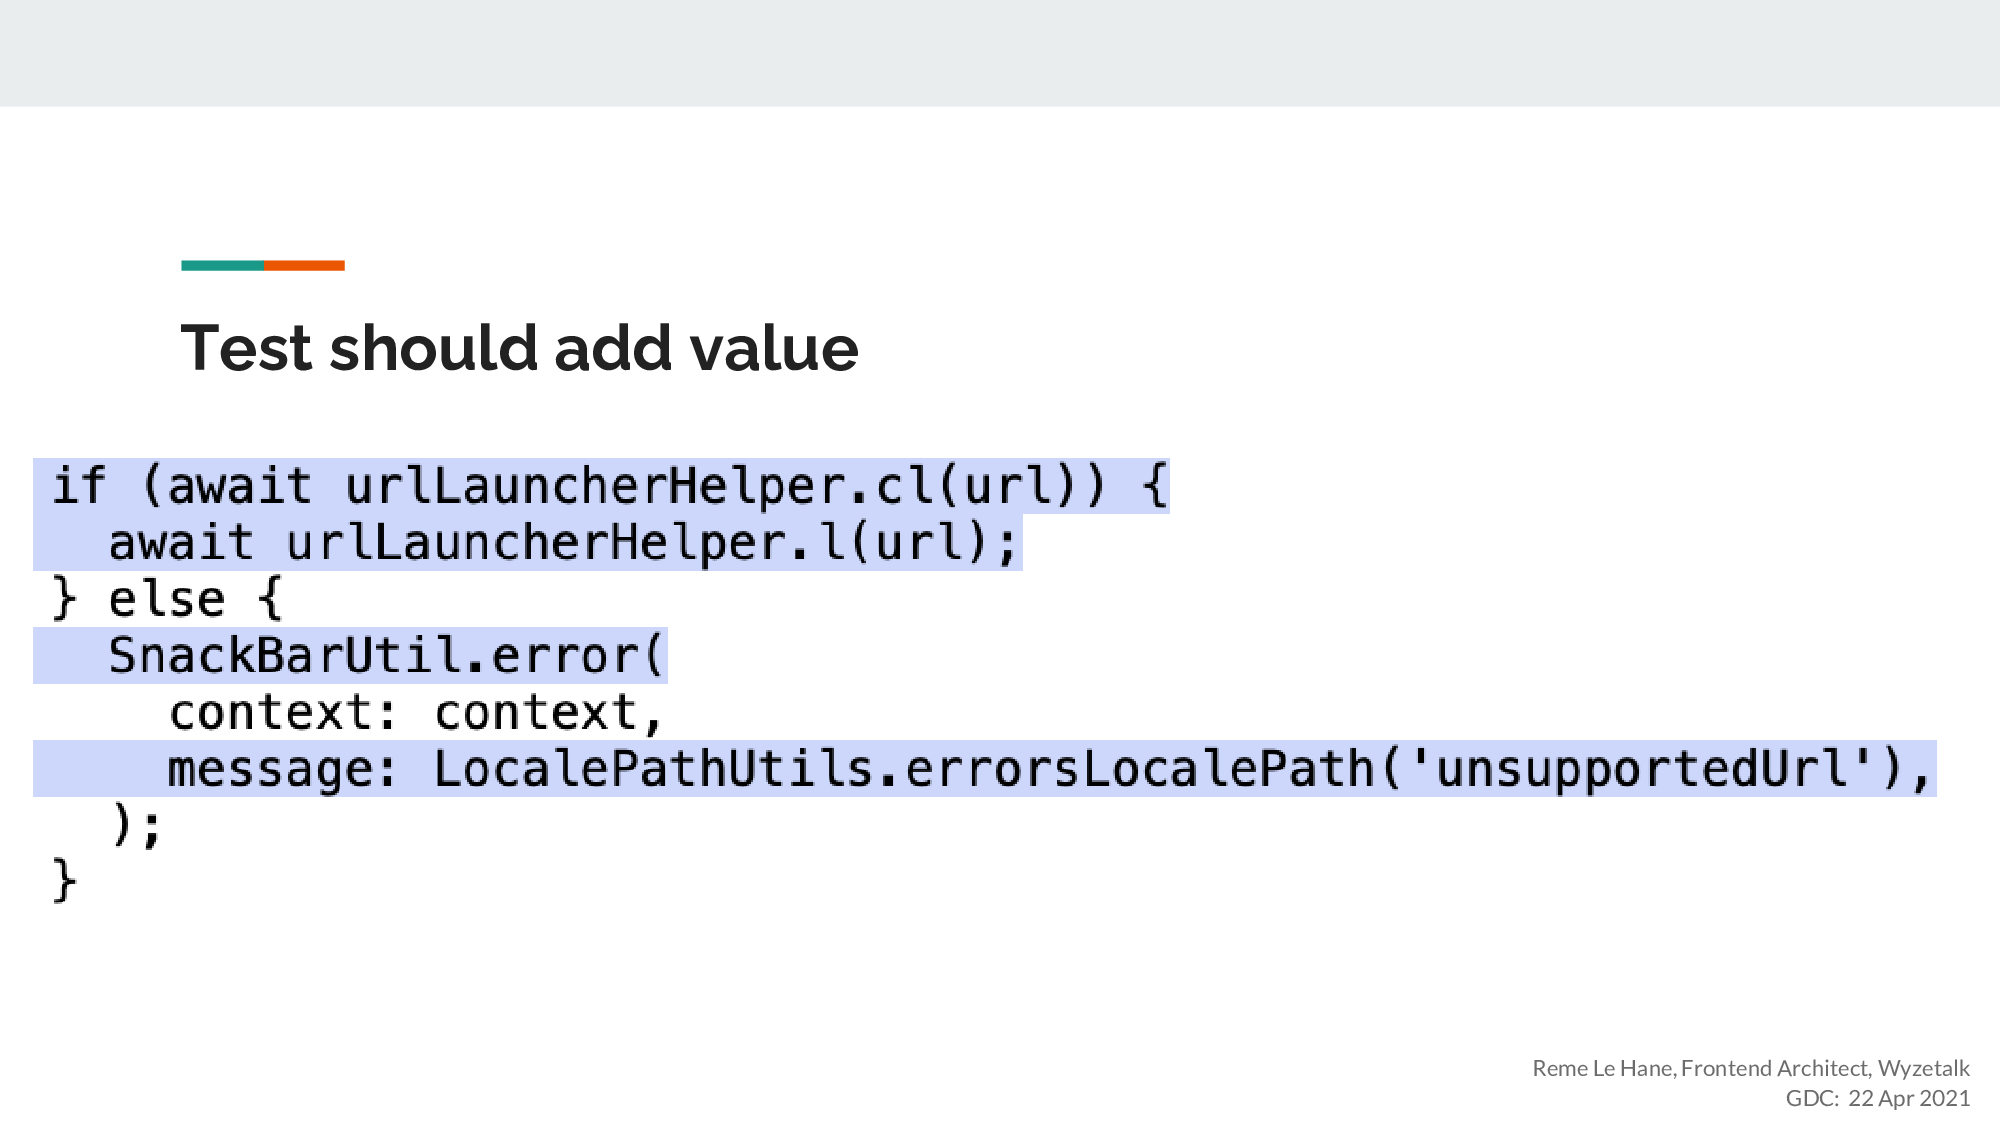 Test should add value
if (await urlLauncherHelper.cl(url)) {
  await urlLauncherHelper.l(url);
} else {
  SnackBarUtil.error(
    context: context,
    message: LocalePathUtils.errorsLocalePath('unsupportedUrl'),
  );
}
Reme Le Hane, Frontend Architect, Wyzetalk
GDC: 22 Apr 2021